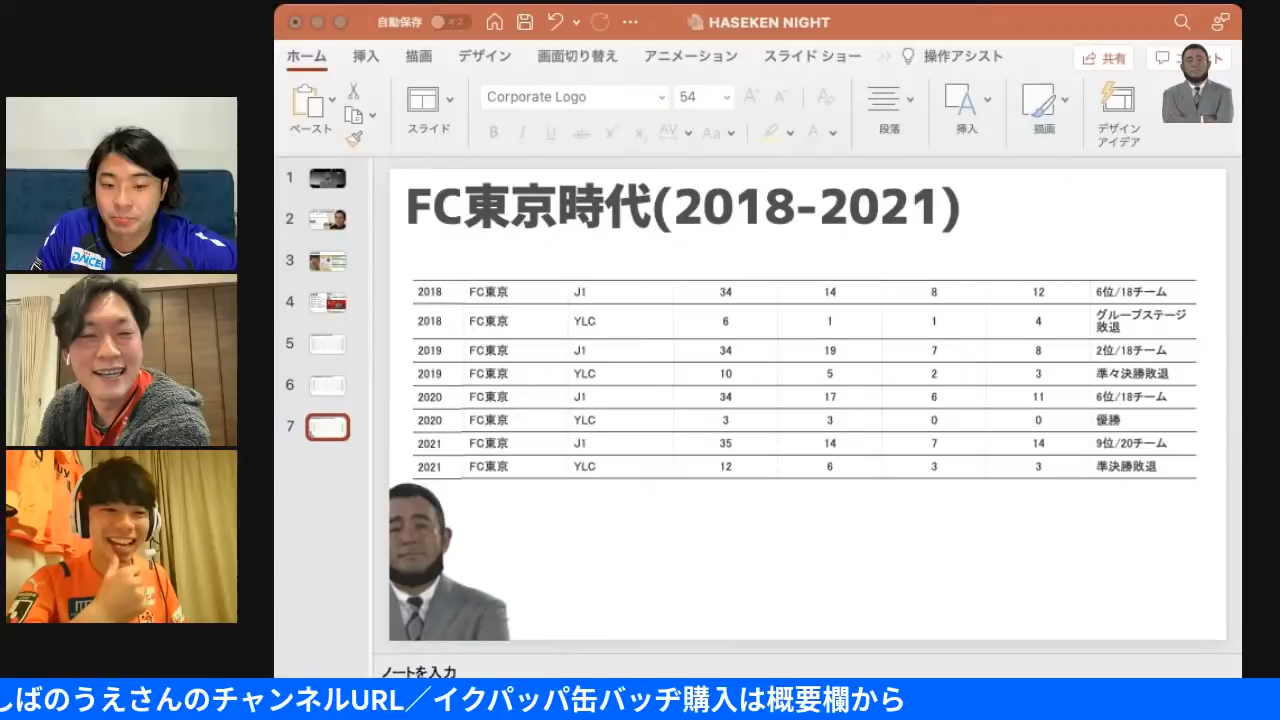 自動保存 オフ
HASEKEN NIGHT
ホーム 挿入 描画 デザイン 画面切り替え アニメーション スライド ショー 操作アシスト 共有
ペースト
スライド
Corporate Logo 54
段落
挿入
描画
デザイン
アイデア
1
2
3
4
5
6
7
FC東京時代(2018-2021)
2018 FC東京 J1 34 14 8 12 6位/18チーム
2018 FC東京 YLC 6 1 1 4 グループステージ
敗退
2019 FC東京 J1 34 19 7 8 2位/18チーム
2019 FC東京 YLC 10 5 2 3 準々決勝敗退
2020 FC東京 J1 34 17 6 11 6位/18チーム
2020 FC東京 YLC 3 3 0 0 優勝
2021 FC東京 J1 35 14 7 14 9位/20チーム
2021 FC東京 YLC 12 6 3 3 準決勝敗退
ノートを入力
DAICEL
しばのうえさんのチャンネルURL／イクパッパ缶バッヂ購入は概要欄から